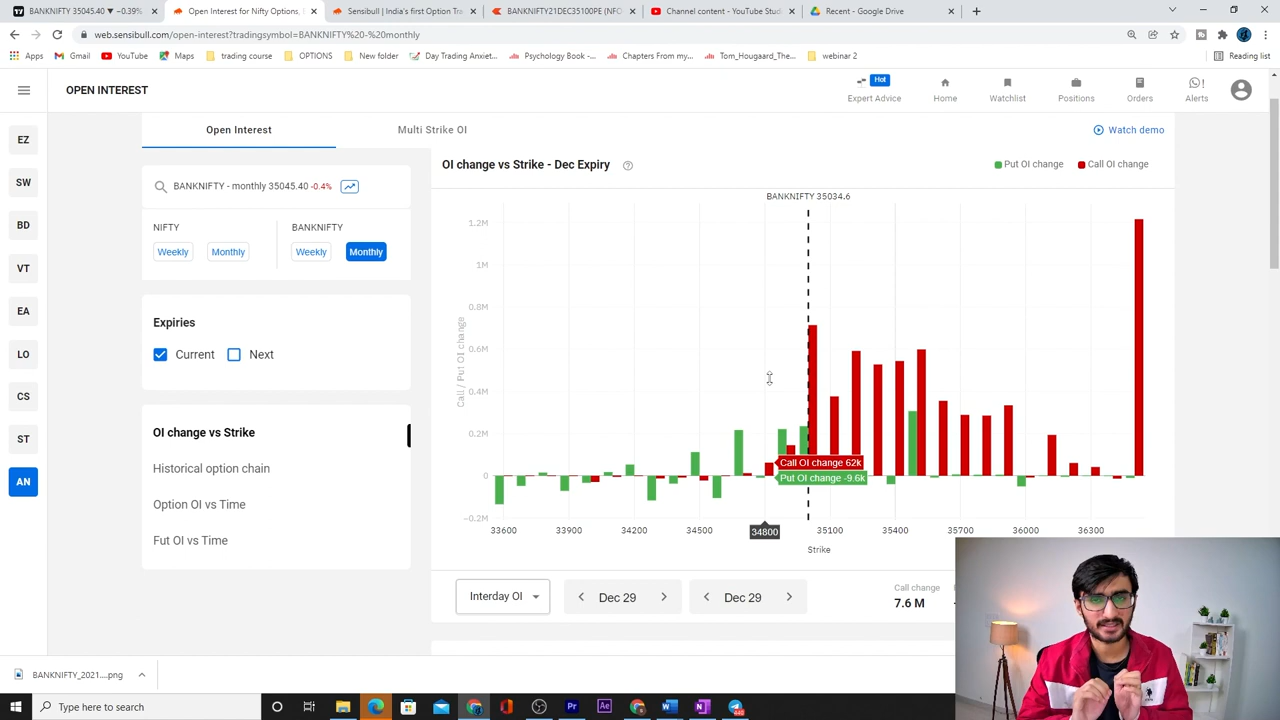 BANKNIFTY 35045.40 ▼ −0.39%
Open Interest for Nifty Options, B
Sensibull | India's first Option Tra
BANKNIFTY21DEC35100PE (NFO
Channel content - YouTube Stud
Recent - Google Drive
web.sensibull.com/open-interest?tradingsymbol=BANKNIFTY%20-%20monthly
Apps
Gmail
YouTube
Maps
trading course
OPTIONS
New folder
Day Trading Anxiet...
Psychology Book -...
Chapters From My...
Tom_Hougaard_The...
webinar 2
Reading list
OPEN INTEREST
Hot
Expert Advice
Home
Watchlist
Positions
Orders
Alerts
EZ
SW
BD
VT
EA
LO
CS
ST
AN
Open Interest
Multi Strike OI
Watch demo
BANKNIFTY - monthly 35045.40 -0.4%
NIFTY
BANKNIFTY
Weekly
Monthly
Weekly
Monthly
Expiries
Current
Next
OI change vs Strike
Historical option chain
Option OI vs Time
Fut OI vs Time
OI change vs Strike - Dec Expiry
Put OI change
Call OI change
BANKNIFTY 35034.6
1.2M
1M
0.8M
0.6M
0.4M
0.2M
0
−0.2M
Call / Put OI change
Call OI change 62k
Put OI change -9.6k
33600
33900
34200
34500
34800
35100
35400
35700
36000
36300
Strike
Interday OI
Dec 29
Dec 29
Call change
7.6 M
BANKNIFTY_2021....png
Type here to search